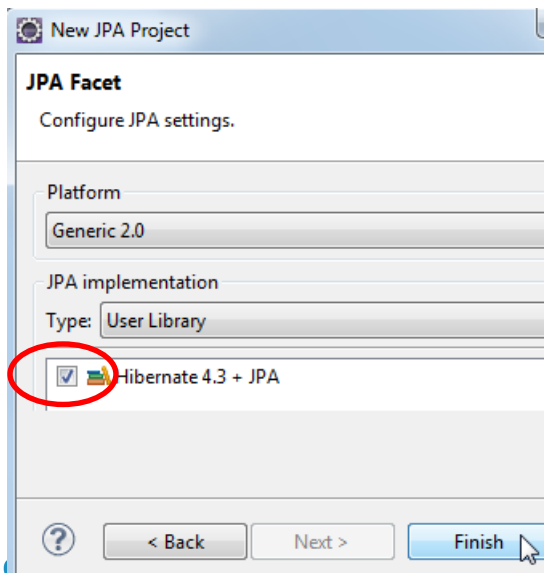 New JPA Project
JPA Facet
Configure JPA settings.
Platform
Generic 2.0
JPA implementation
Type: User Library
Hibernate 4.3 + JPA
? < Back Next > Finish